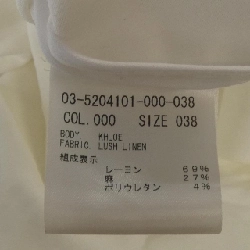 03-5204101-000-038
COL.000 SIZE 038
BODY KHLOE
FABRIC LUSH LINEN
組成表示
レーヨン 69%
麻 27%
ポリウレタン 4%